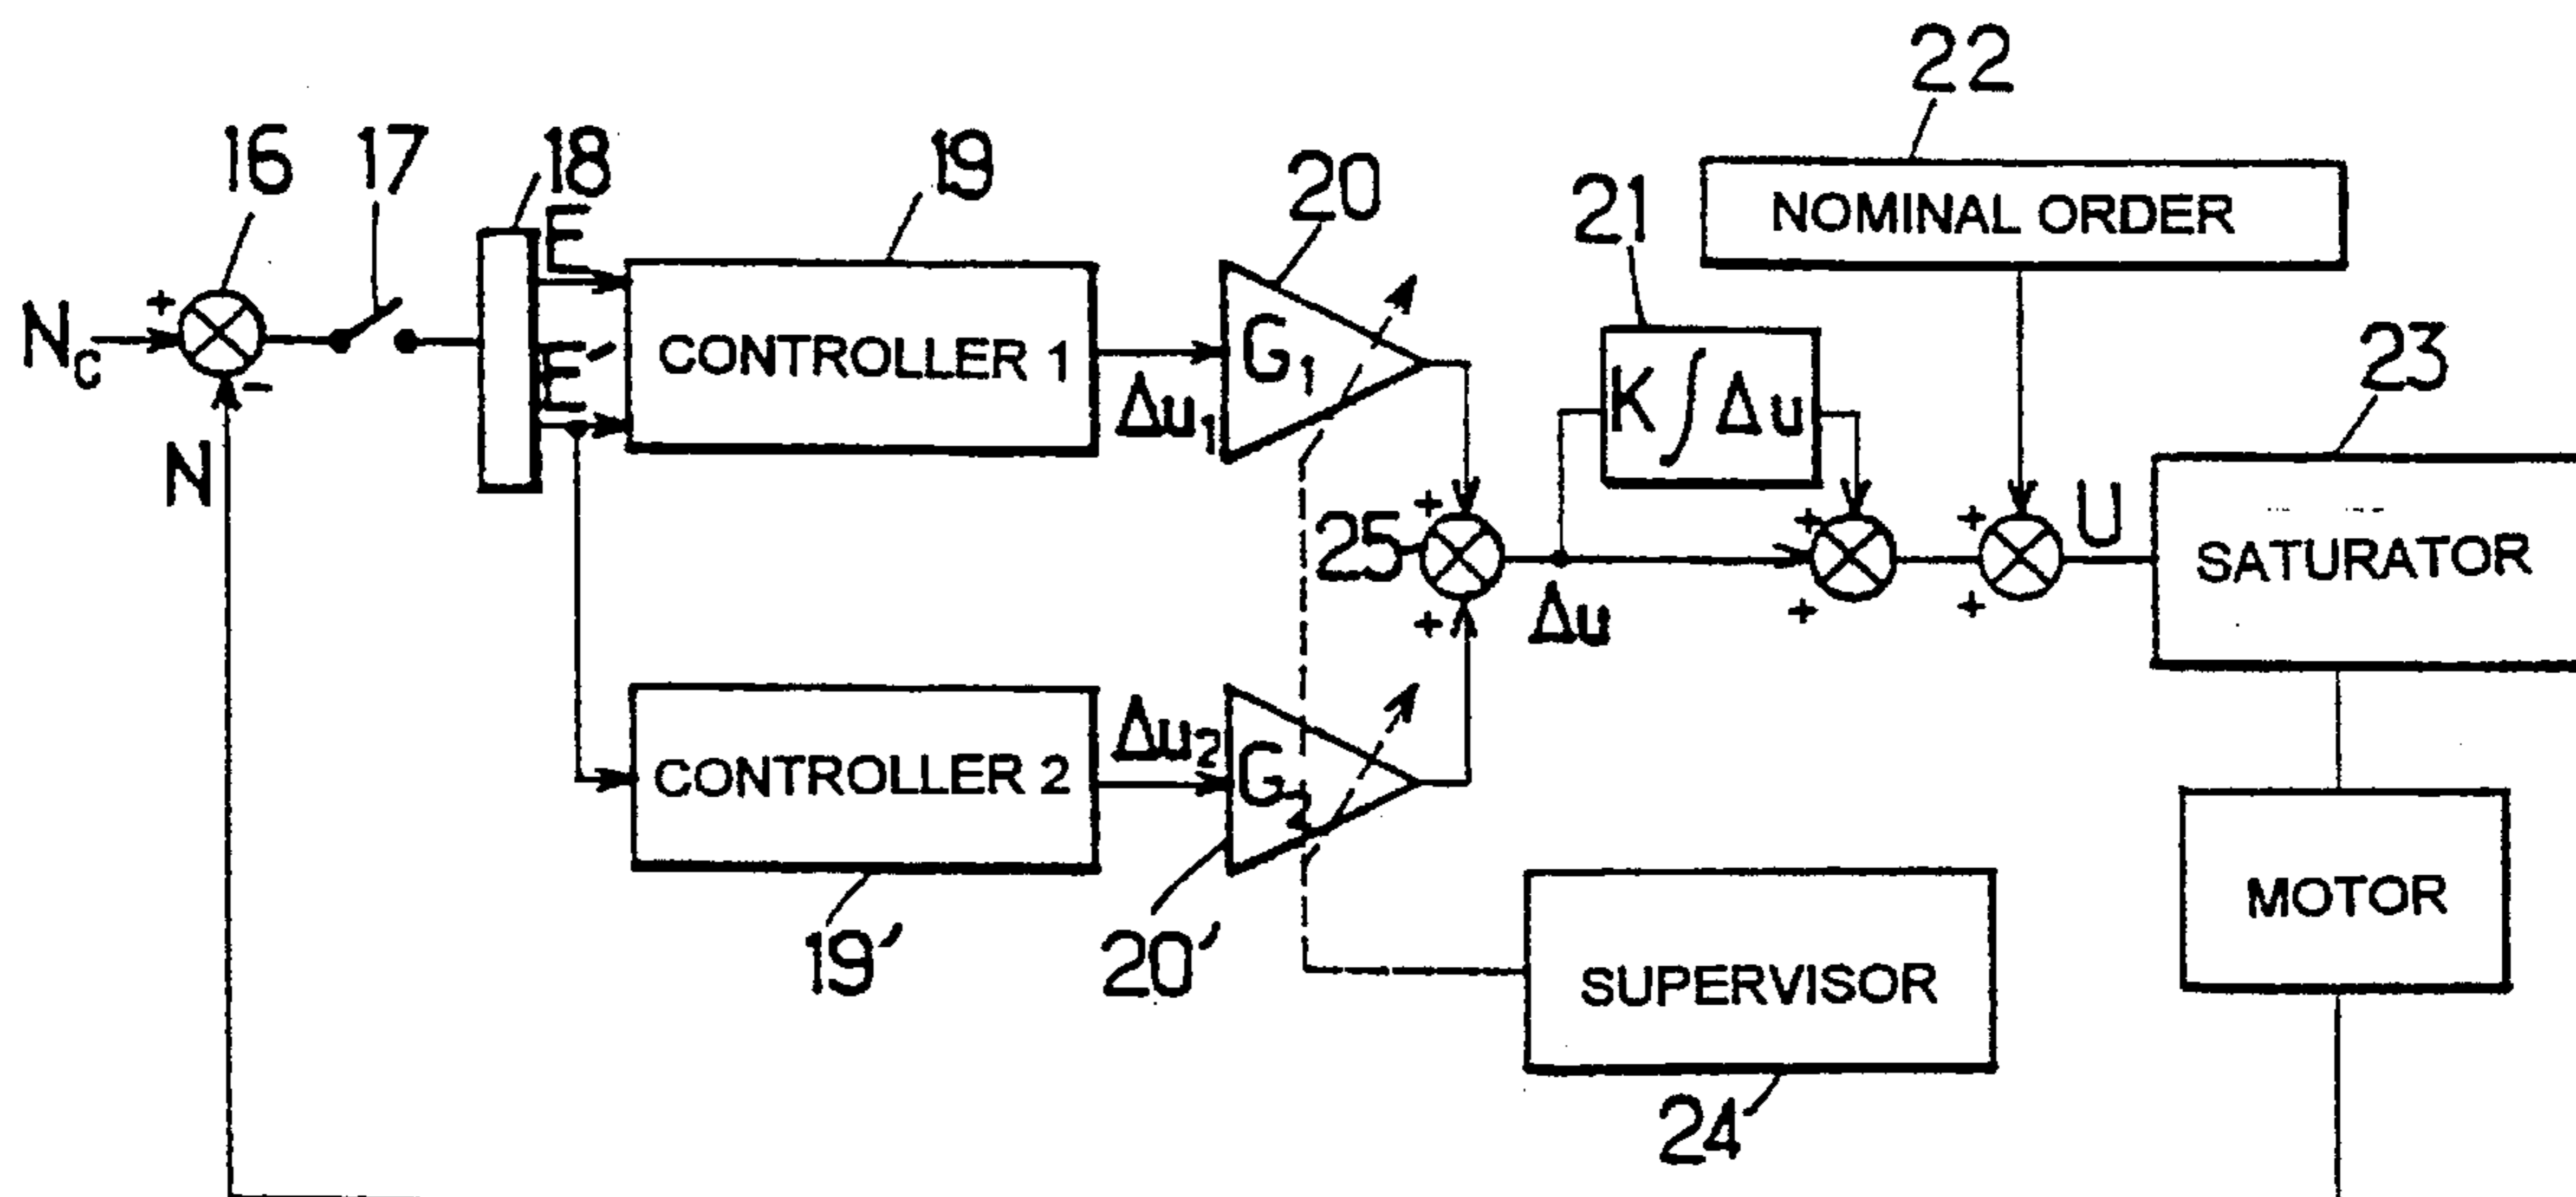 22
16
17
18
19
20
21
NOMINAL ORDER
E
+
N_c
-
CONTROLLER 1
G₁
K∫Δu
23
E′
Δu₁
N
+
+
+
U
SATURATOR
25
+
+
+
Δu
CONTROLLER 2
Δu₂
G₂
MOTOR
19′
20′
SUPERVISOR
24